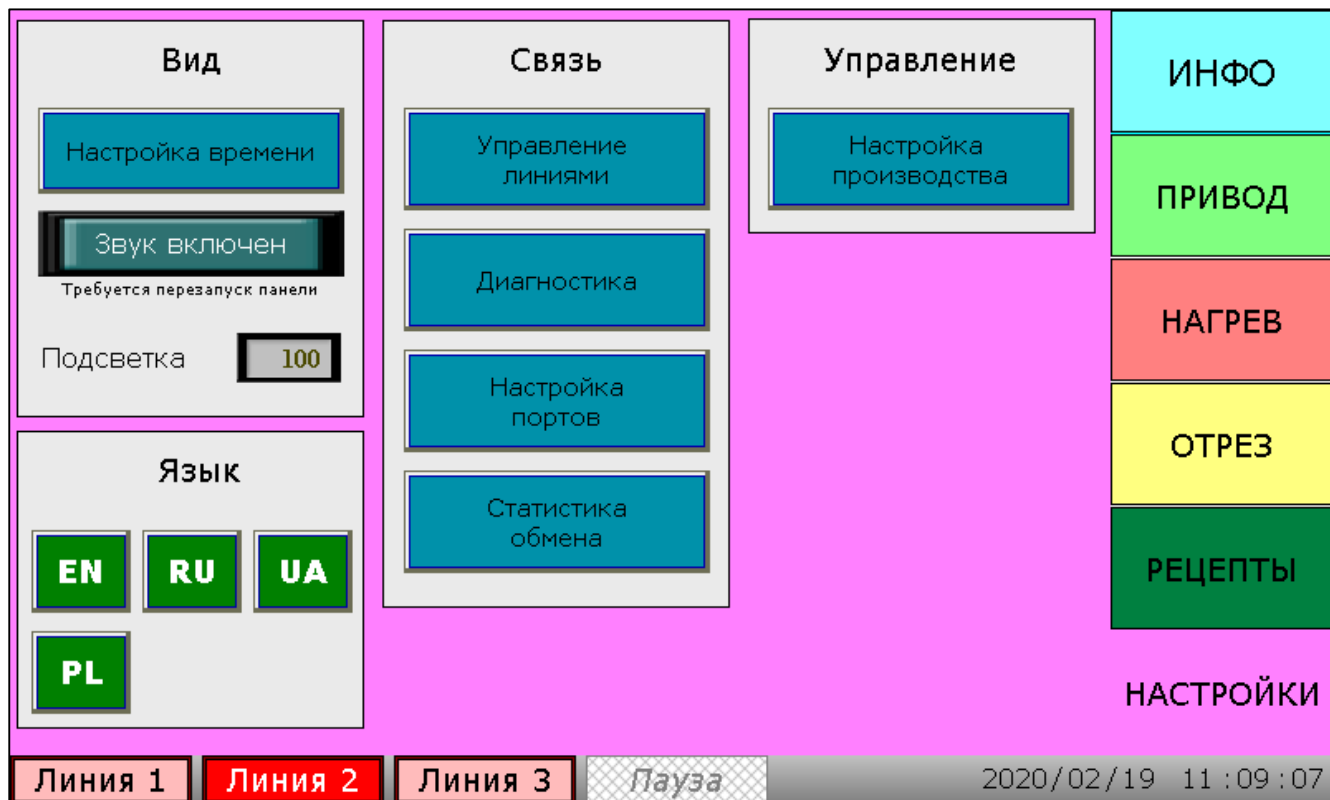 Вид
Настройка времени
Звук включен
Требуется перезапуск панели
Подсветка 100
Язык
EN RU UA
PL
Связь
Управление
линиями
Диагностика
Настройка
портов
Статистика
обмена
Управление
Настройка
производства
ИНФО
ПРИВОД
НАГРЕВ
ОТРЕЗ
РЕЦЕПТЫ
НАСТРОЙКИ
Линия 1 Линия 2 Линия 3 Пауза 2020/02/19 11:09:07